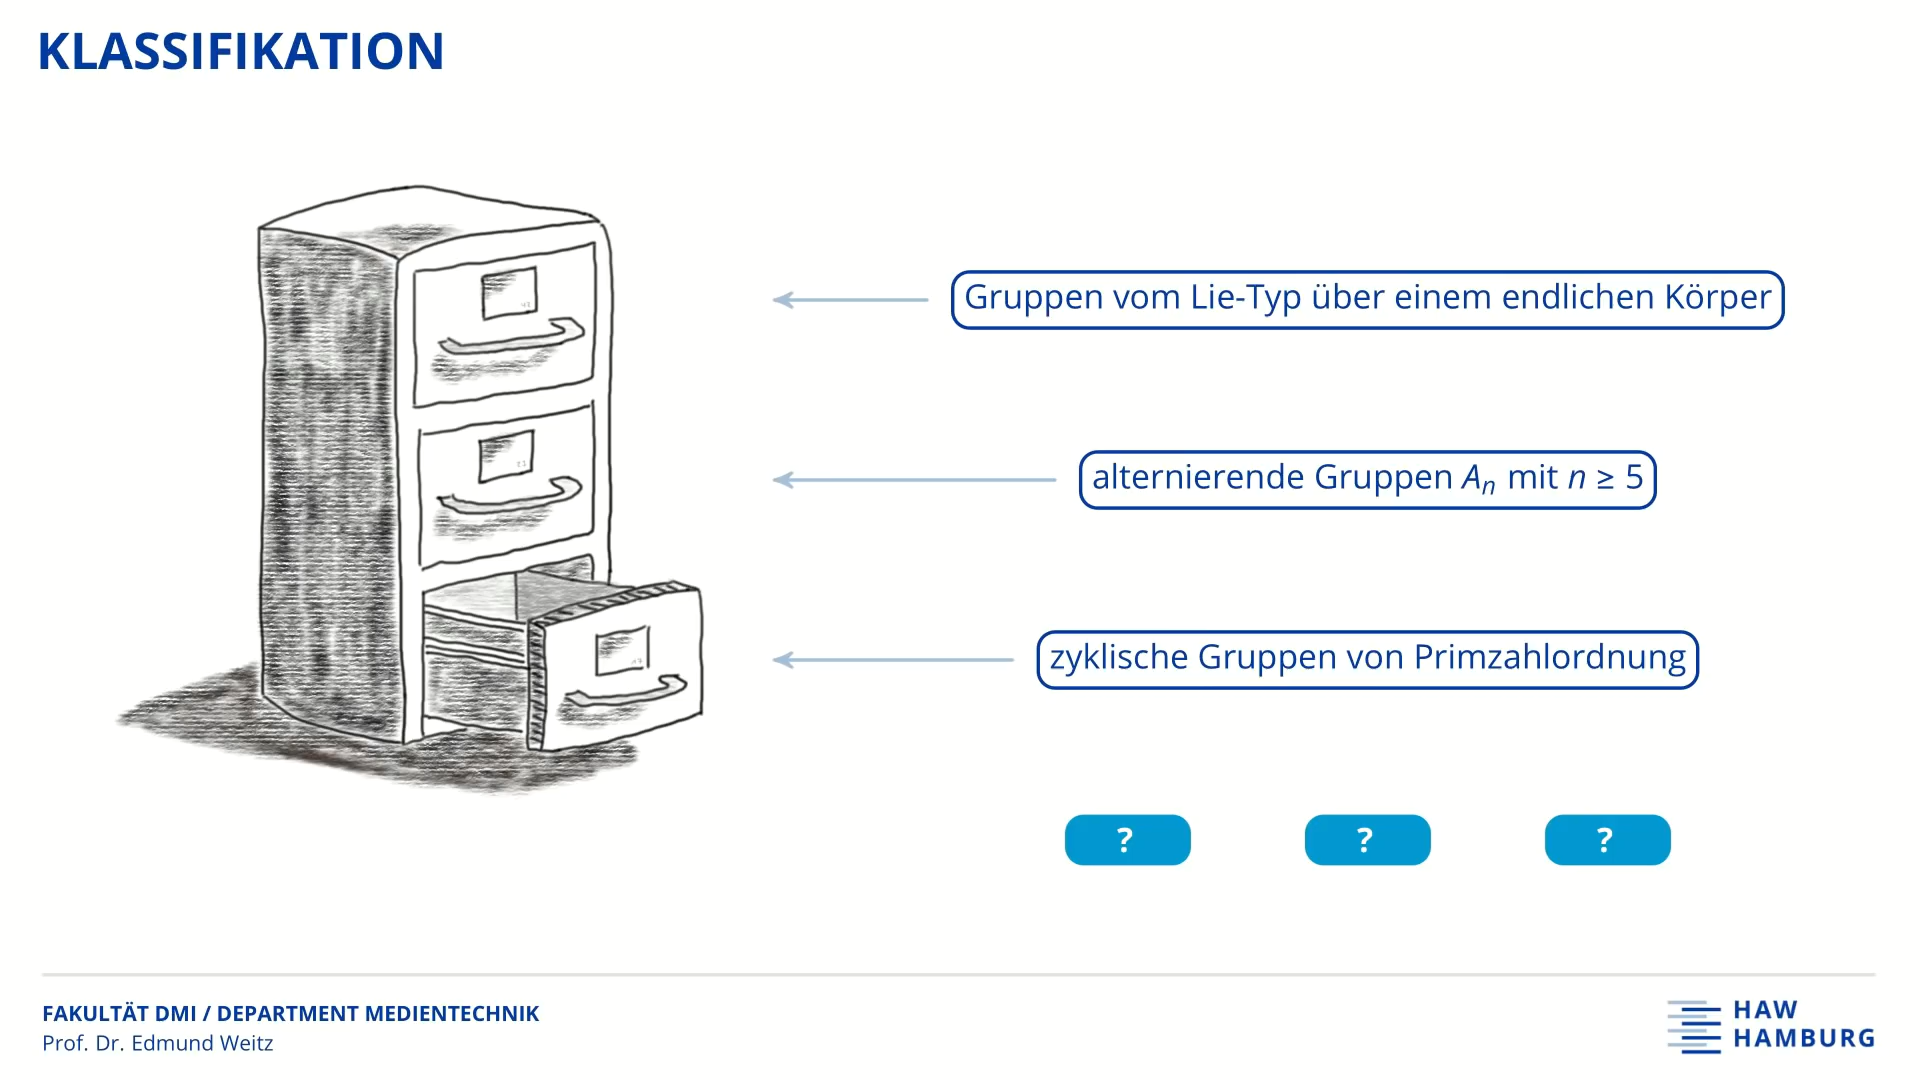 KLASSIFIKATION
Gruppen vom Lie-Typ über einem endlichen Körper
alternierende Gruppen Aₙ mit n ≥ 5
zyklische Gruppen von Primzahlordnung
? ? ?
FAKULTÄT DMI / DEPARTMENT MEDIENTECHNIK
Prof. Dr. Edmund Weitz
HAW
HAMBURG